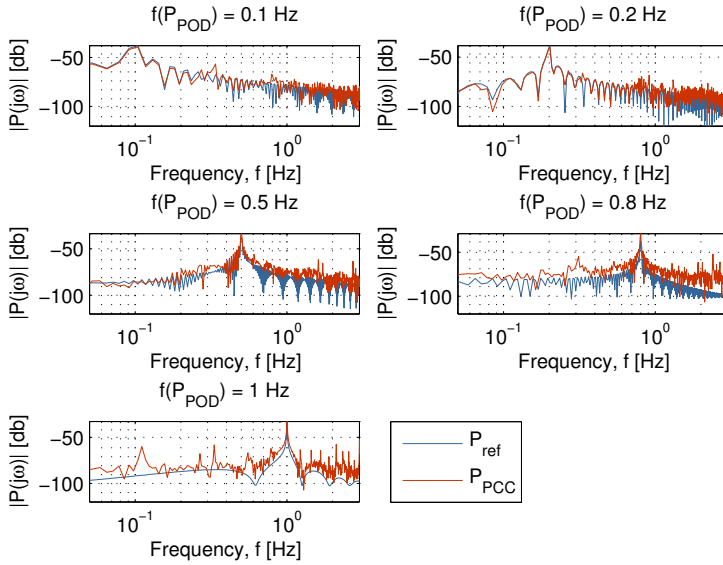 f(P_POD) = 0.1 Hz
|P(jω)| [db]
−50
−100
10^−1
10^0
Frequency, f [Hz]
f(P_POD) = 0.2 Hz
|P(jω)| [db]
−50
−100
10^−1
10^0
Frequency, f [Hz]
f(P_POD) = 0.5 Hz
|P(jω)| [db]
−50
−100
10^−1
10^0
Frequency, f [Hz]
f(P_POD) = 0.8 Hz
|P(jω)| [db]
−50
−100
10^−1
10^0
Frequency, f [Hz]
f(P_POD) = 1 Hz
|P(jω)| [db]
−50
−100
10^−1
10^0
Frequency, f [Hz]
P_ref
P_PCC